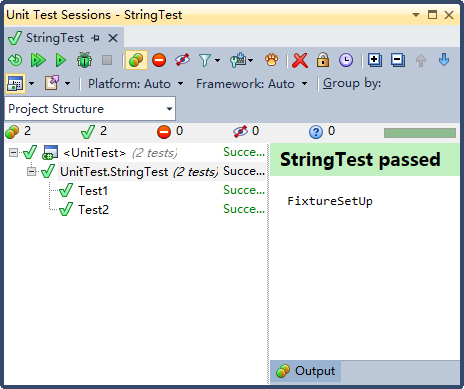 Unit Test Sessions - StringTest
StringTest
Platform: Auto Framework: Auto Group by:
Project Structure
2 2 0 0 0
<UnitTest> (2 tests) Succe...
UnitTest.StringTest (2 tests) Succe...
Test1 Succe...
Test2 Succe...
StringTest passed
FixtureSetUp
Output